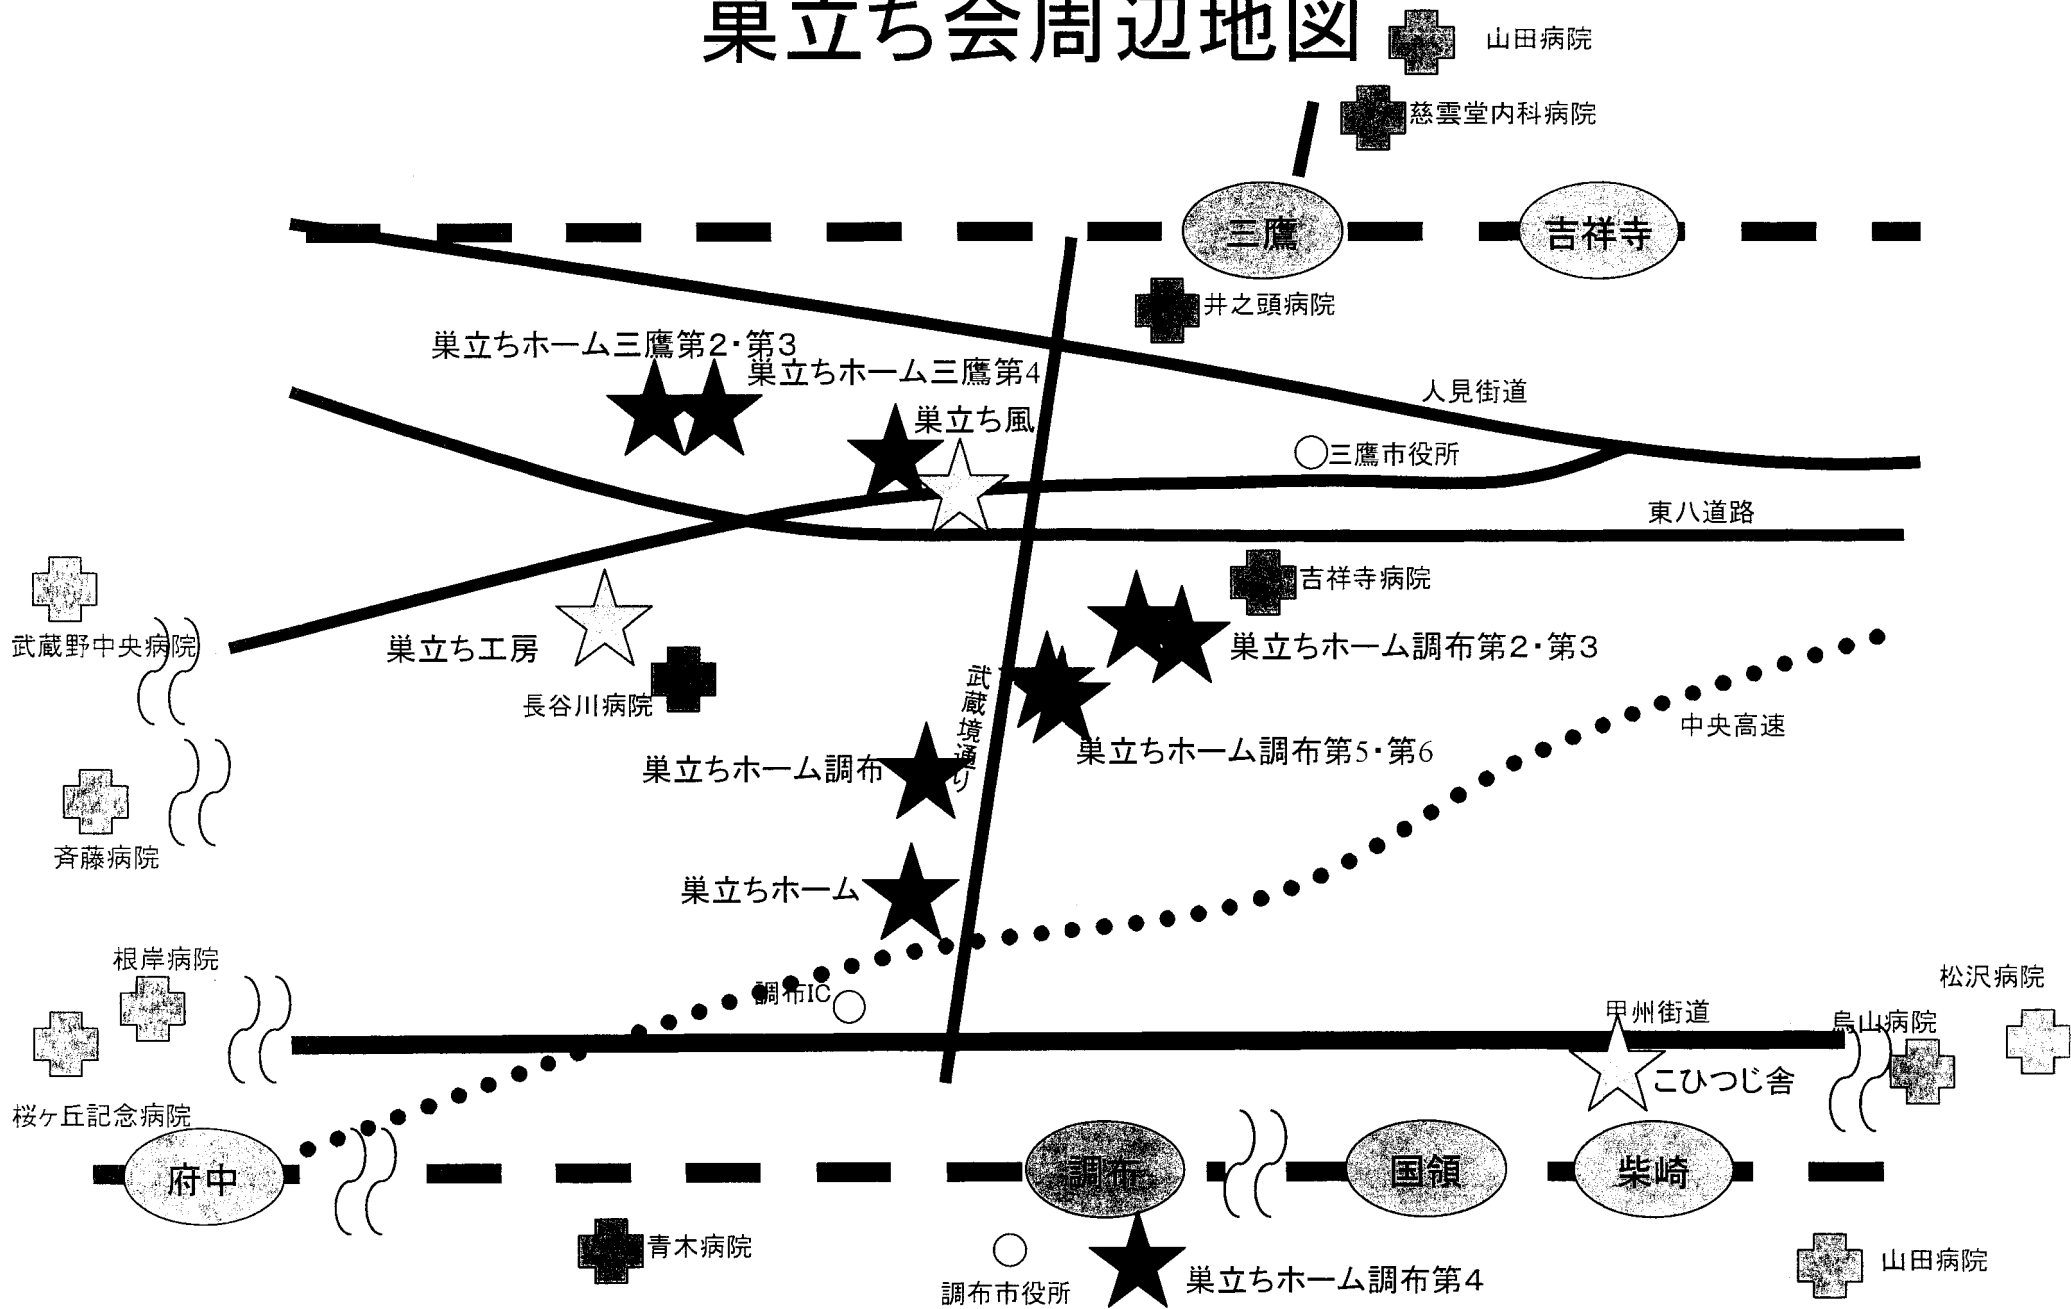 巣立ち会周辺地図
山田病院
慈雲堂内科病院
三鷹
吉祥寺
井之頭病院
巣立ちホーム三鷹第2・第3
巣立ちホーム三鷹第4
人見街道
巣立ち風
三鷹市役所
東八道路
吉祥寺病院
武蔵野中央病院
巣立ち工房
巣立ちホーム調布第2・第3
長谷川病院
武蔵境通り
中央高速
巣立ちホーム調布第5・第6
巣立ちホーム調布
斉藤病院
巣立ちホーム
根岸病院
松沢病院
調布IC
甲州街道
烏山病院
こひつじ舎
桜ヶ丘記念病院
府中
調布
国領
柴崎
青木病院
山田病院
巣立ちホーム調布第4
調布市役所